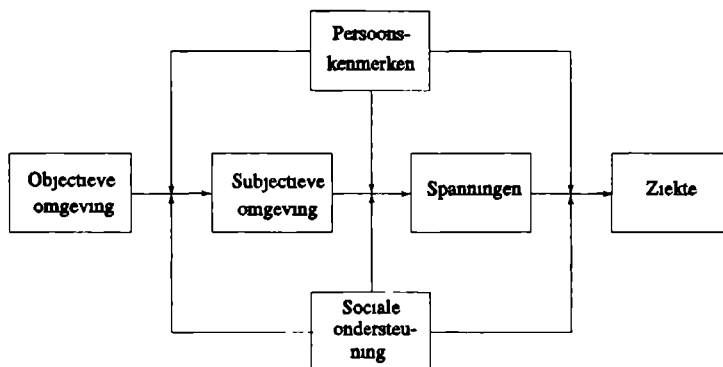 Persoons-
kenmerken
Objectieve
omgeving
Subjectieve
omgeving
Spanningen
Ziekte
Sociale
ondersteu-
ning